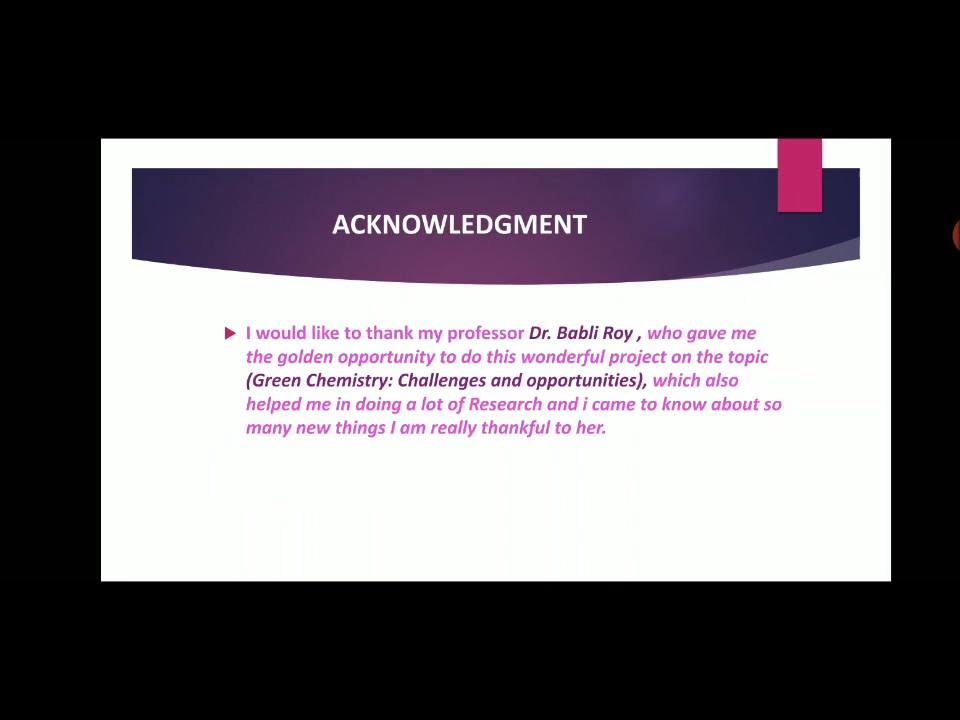 ACKNOWLEDGMENT
I would like to thank my professor Dr. Babli Roy , who gave me
the golden opportunity to do this wonderful project on the topic
(Green Chemistry: Challenges and opportunities), which also
helped me in doing a lot of Research and i came to know about so
many new things I am really thankful to her.